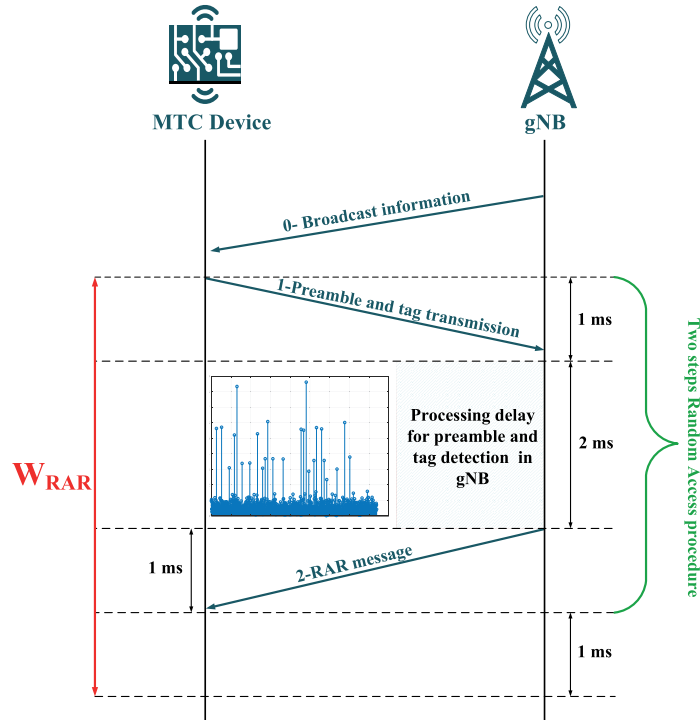 MTC Device
gNB
0- Broadcast information
1-Preamble and tag transmission
1 ms
Processing delay
for preamble and
tag detection in
gNB
2 ms
W_RAR
Two steps Random Access procedure
1 ms
2-RAR message
1 ms